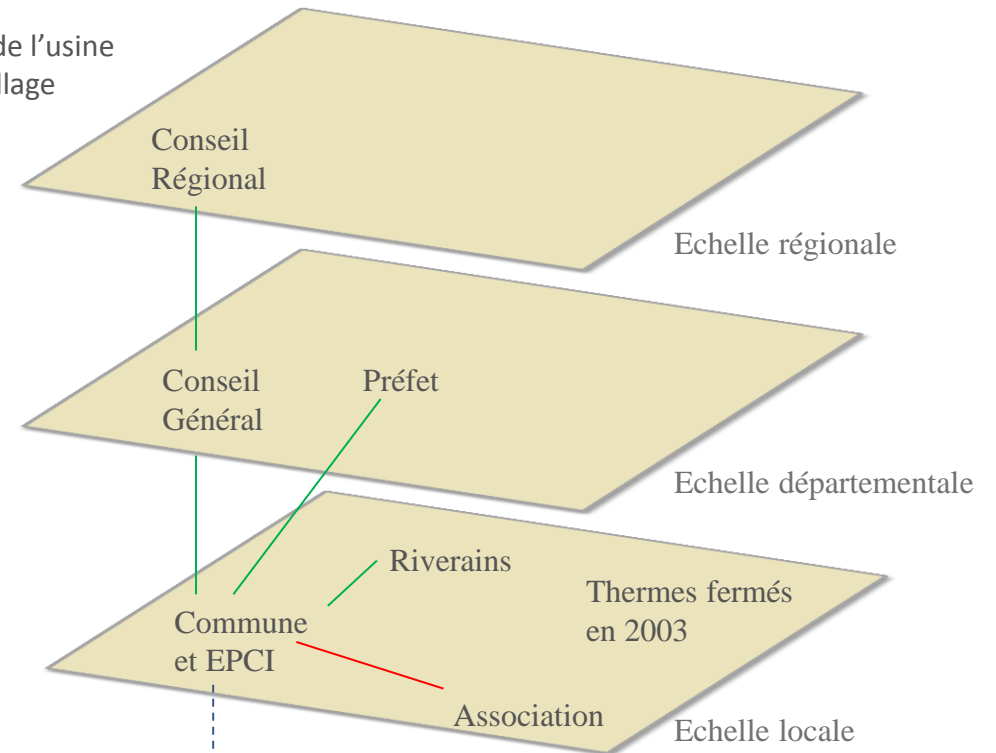 de l’usine
Conseil
Régional
Echelle régionale
Conseil
Général
Préfet
Echelle départementale
Riverains
Thermes fermés
en 2003
Commune
et EPCI
Association
Echelle locale